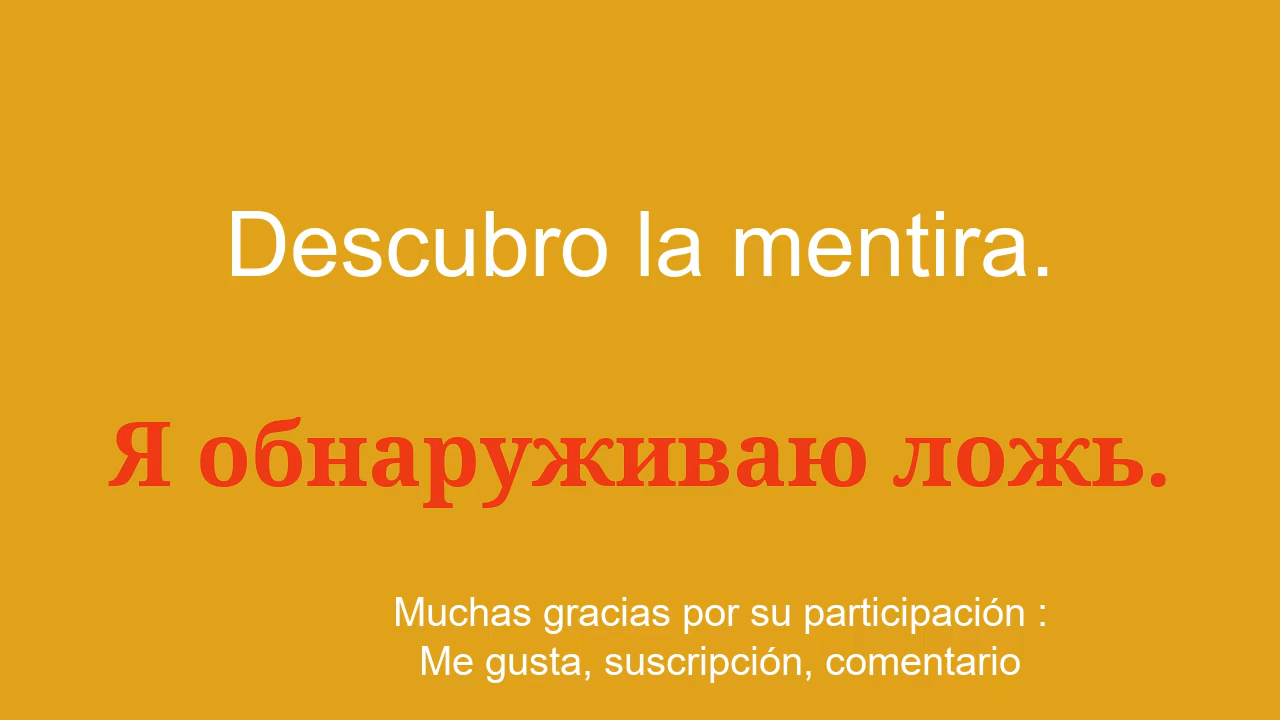 Descubro la mentira.
Я обнаруживаю ложь.
Muchas gracias por su participación :
Me gusta, suscripción, comentario